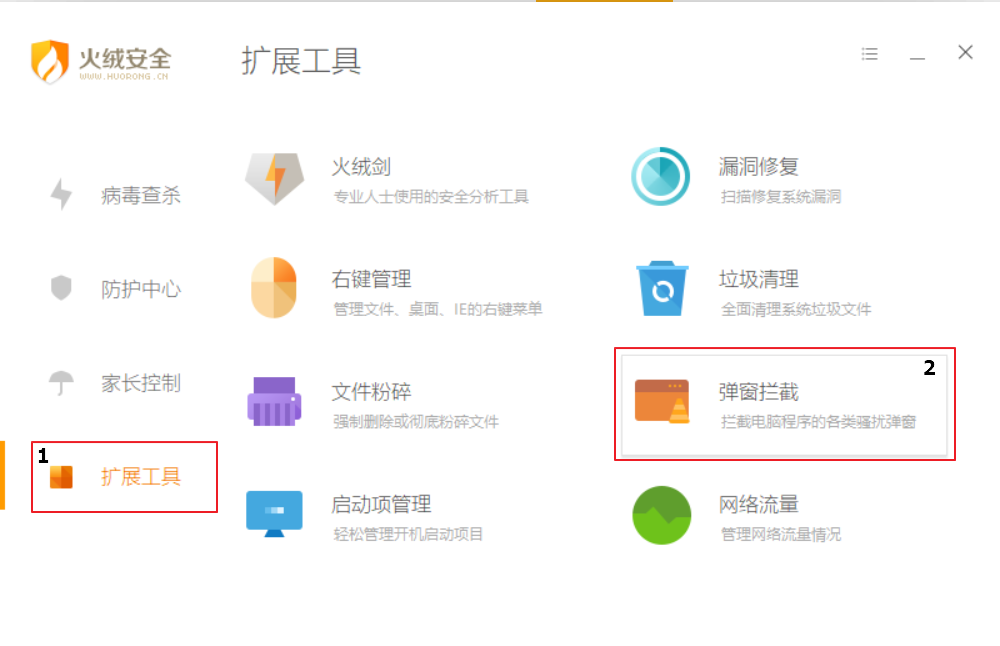 火绒安全
WWW.HUORONG.CN
扩展工具
病毒查杀
防护中心
家长控制
1
扩展工具
火绒剑
专业人士使用的安全分析工具
漏洞修复
扫描修复系统漏洞
右键管理
管理文件、桌面、IE的右键菜单
垃圾清理
全面清理系统垃圾文件
文件粉碎
强制删除或彻底粉碎文件
2
弹窗拦截
拦截电脑程序的各类骚扰弹窗
启动项管理
轻松管理开机启动项目
网络流量
管理网络流量情况